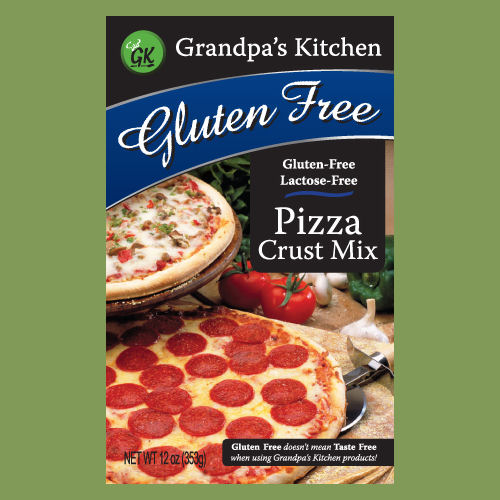 GK
Grandpa's Kitchen
Gluten Free
Gluten-Free
Lactose-Free
Pizza
Crust Mix
NET WT 12 oz (353g)
Gluten Free doesn't mean Taste Free
when using Grandpa's Kitchen products!